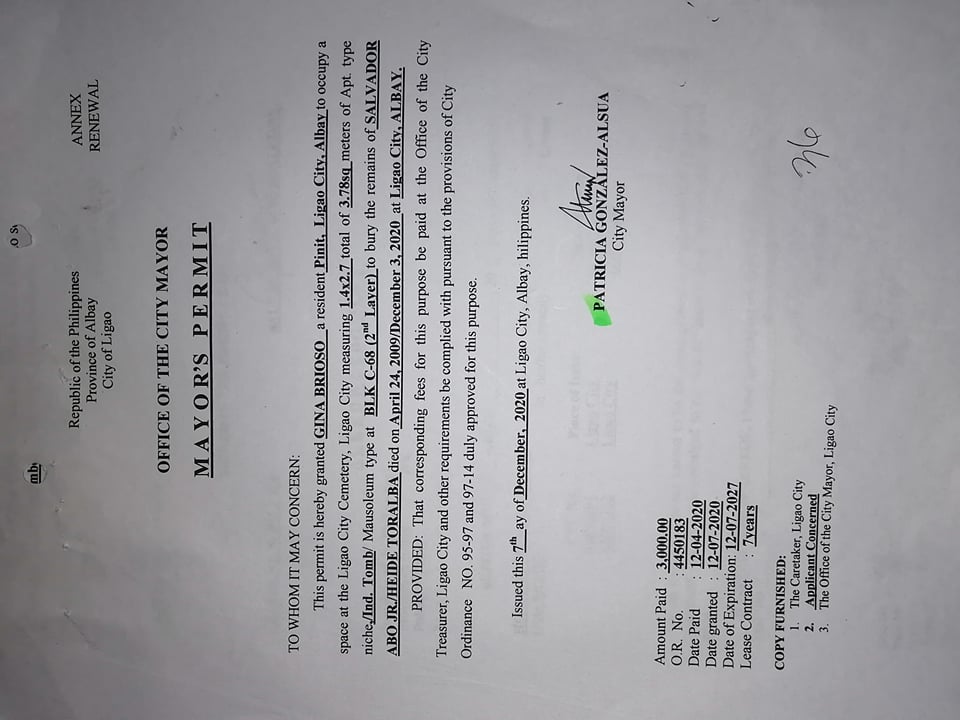 mb
.O S
Republic of the Philippines
Province of Albay
City of Ligao
ANNEX
RENEWAL
OFFICE OF THE CITY MAYOR
MAYOR'S PERMIT
TO WHOM IT MAY CONCERN:
This permit is hereby granted GINA BRIOSO a resident Pinit, Ligao City, Albay to occupy a
space at the Ligao City Cemetery, Ligao City measuring 1.4x2.7 total of 3.78sq meters of Apt. type
niche,/Ind. Tomb/ Mausoleum type at BLK C-68 (2nd Layer) to bury the remains of SALVADOR
ABO JR./HEIDE TORALBA died on April 24, 2009/December 3, 2020 at Ligao City, ALBAY.
PROVIDED: That corresponding fees for this purpose be paid at the Office of the City
Treasurer, Ligao City and other requirements be complied with pursuant to the provisions of City
Ordinance NO. 95-97 and 97-14 duly approved for this purpose.
Issued this 7th ay of December, 2020 at Ligao City, Albay, hilippines.
PATRICIA GONZALEZ-ALSUA
City Mayor
Amount Paid : 3,000.00
O.R. No. : 4450183
Date Paid : 12-04-2020
Date granted : 12-07-2020
Date of Expiration: 12-07-2027
Lease Contract : 7years
COPY FURNISHED:
1. The Caretaker, Ligao City
2. Applicant Concerned
3. The Office of the City Mayor, Ligao City
36